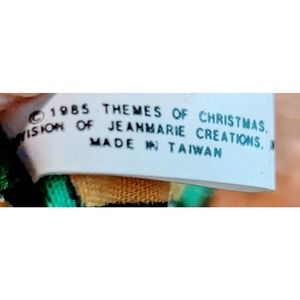 © 1985 THEMES OF CHRISTMAS,
VISION OF JEANMARIE CREATIONS,
MADE IN TAIWAN